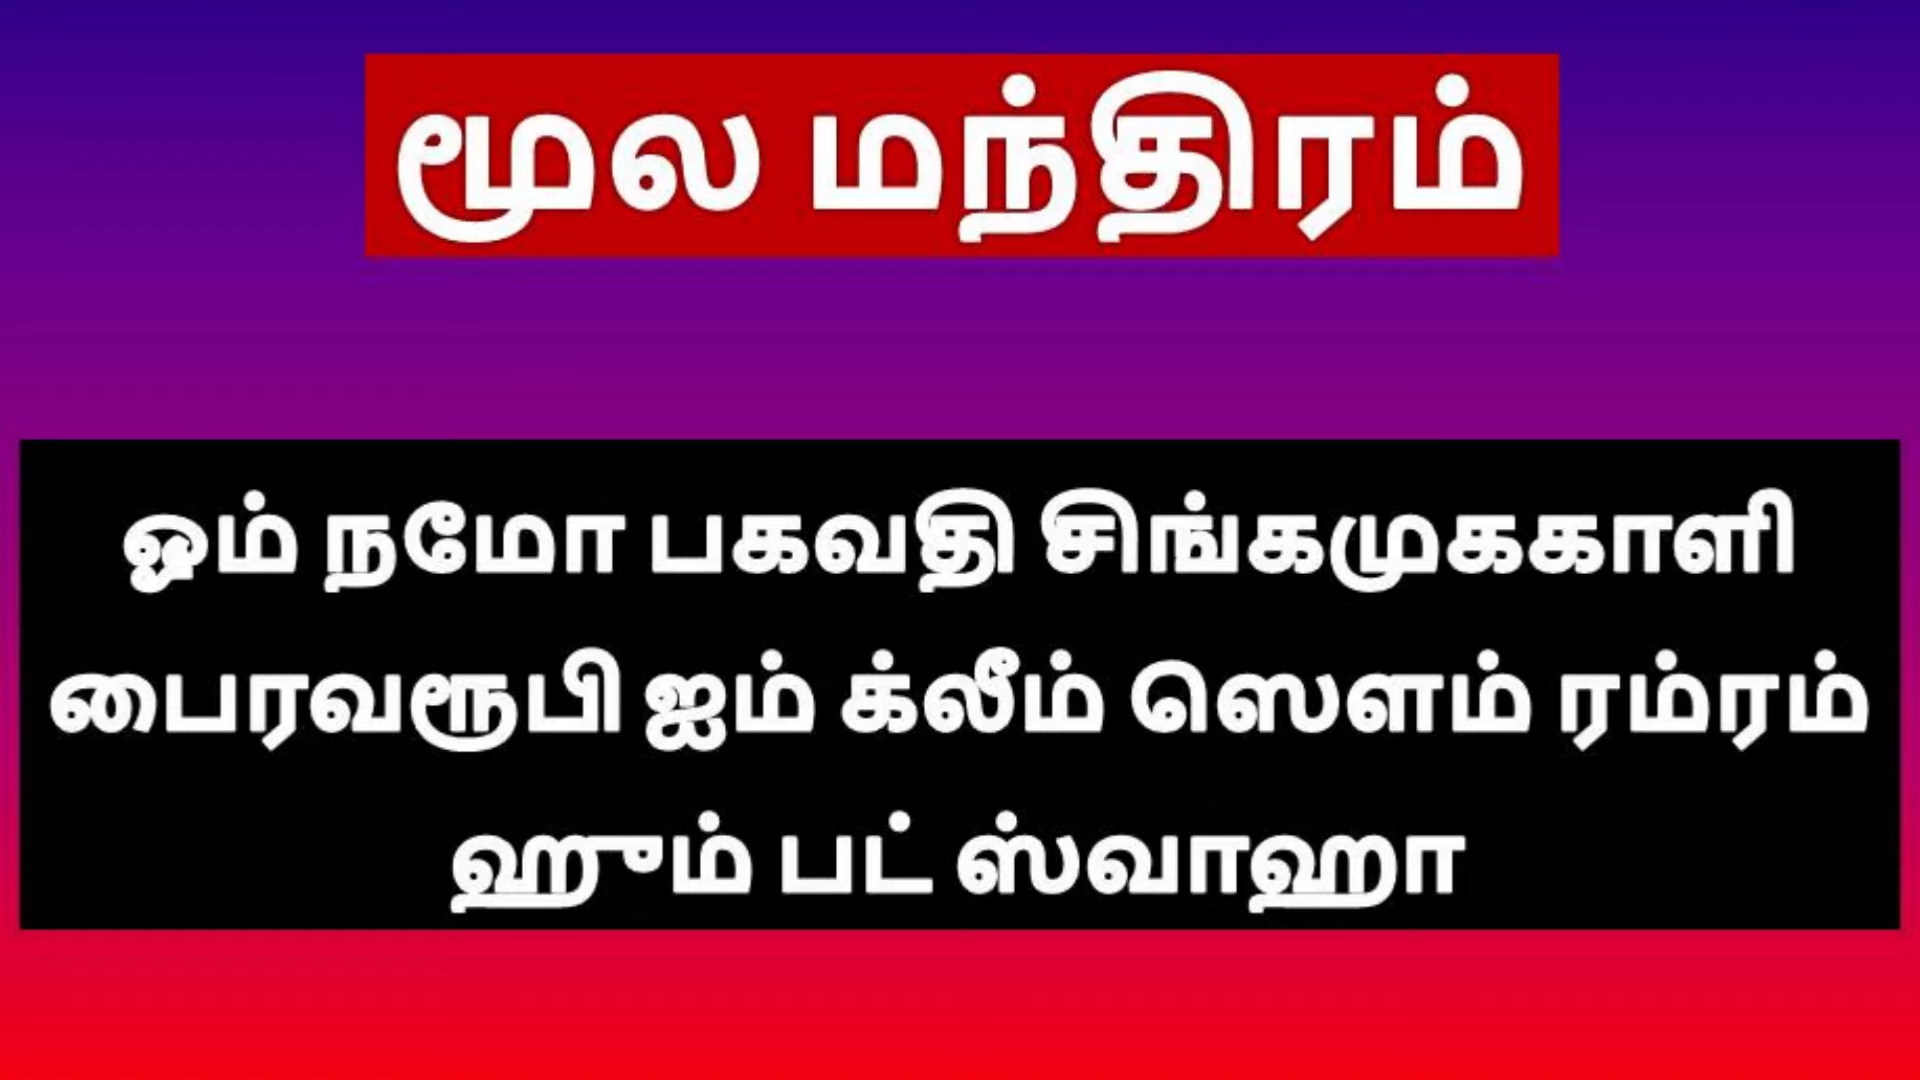 மூல மந்திரம்
ஓம் நமோ பகவதி சிங்கமுககாளி
பைரவரூபி ஐம் க்லீம் ஸௌம் ரம்ரம்
ஹும் பட் ஸ்வாஹா